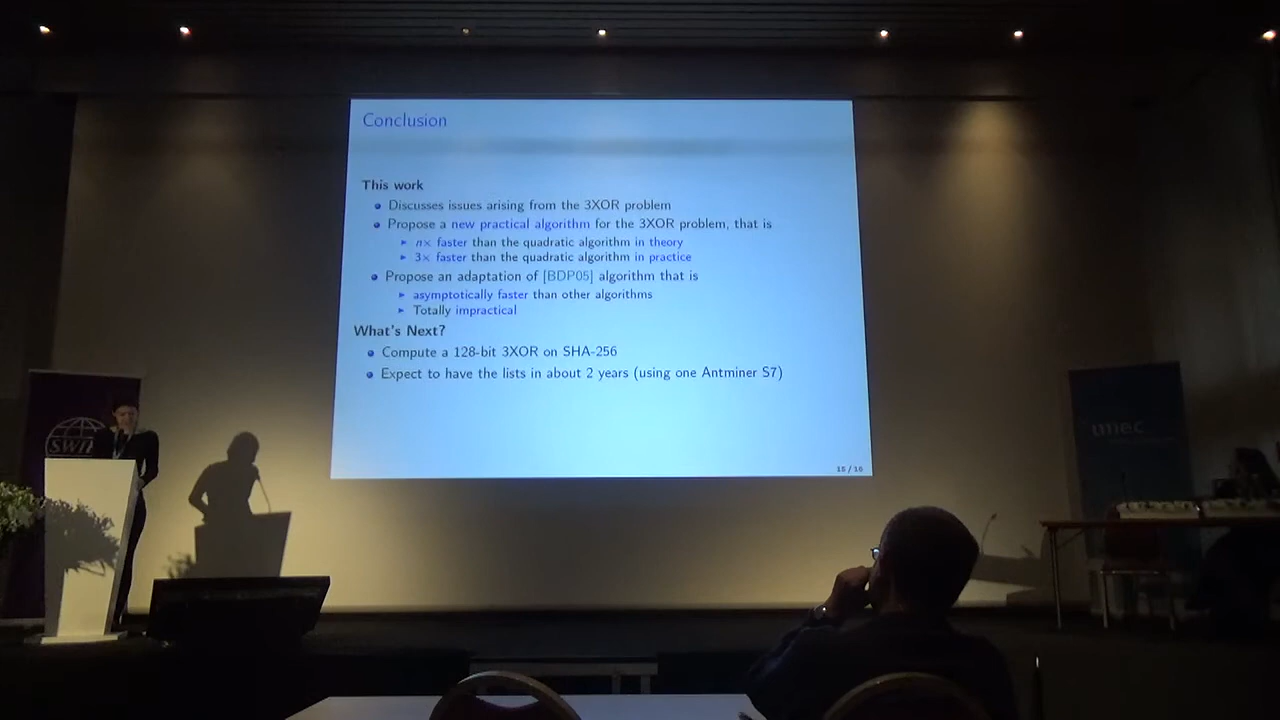 Conclusion
This work
Discusses issues arising from the 3XOR problem
Propose a new practical algorithm for the 3XOR problem, that is
n× faster than the quadratic algorithm in theory
3× faster than the quadratic algorithm in practice
Propose an adaptation of [BDP05] algorithm that is
asymptotically faster than other algorithms
Totally impractical
What's Next?
Compute a 128-bit 3XOR on SHA-256
Expect to have the lists in about 2 years (using one Antminer S7)
15 / 16